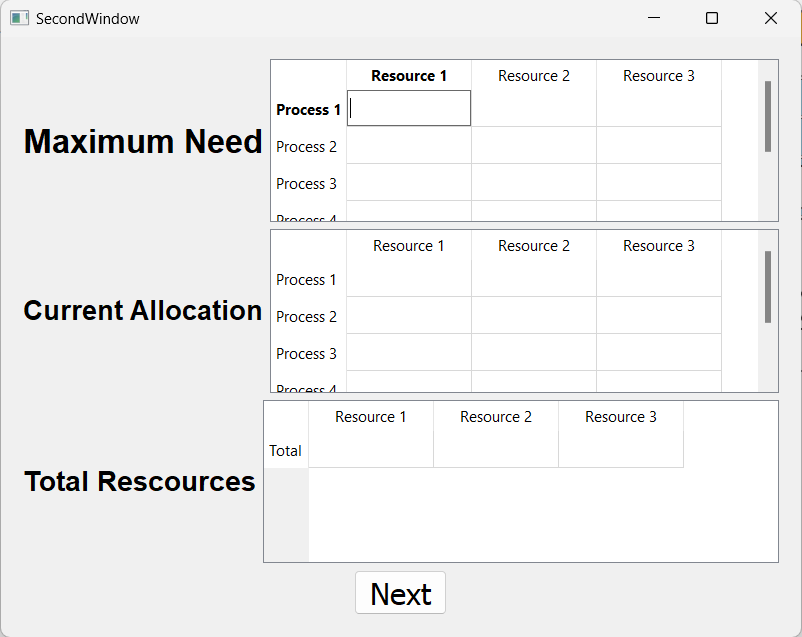 SecondWindow
Maximum Need
Resource 1 Resource 2 Resource 3
Process 1
Process 2
Process 3
Process 4
Current Allocation
Resource 1 Resource 2 Resource 3
Process 1
Process 2
Process 3
Process 4
Total Rescources
Resource 1 Resource 2 Resource 3
Total
Next